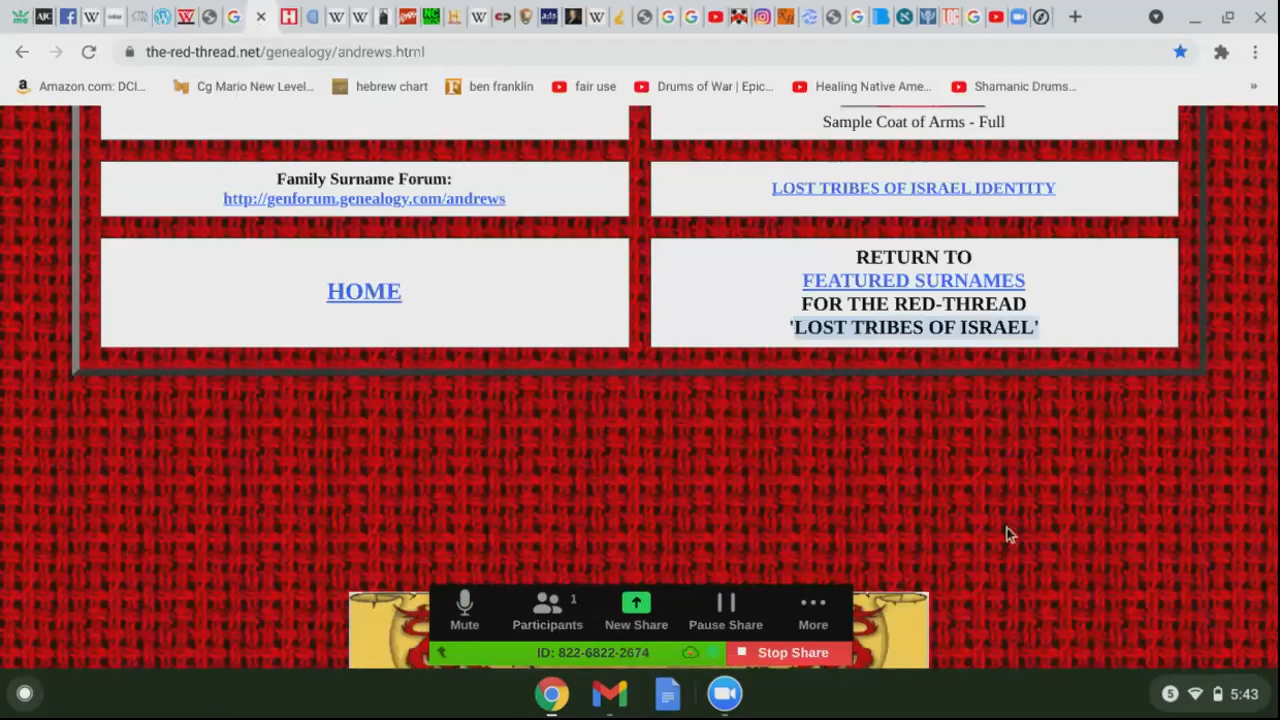 the-red-thread.net/genealogy/andrews.html
Amazon.com: DCI...
Cg Mario New Level...
hebrew chart
ben franklin
fair use
Drums of War | Epic...
Healing Native Ame...
Shamanic Drums...
»
Sample Coat of Arms - Full
Family Surname Forum:
http://genforum.genealogy.com/andrews
LOST TRIBES OF ISRAEL IDENTITY
HOME
RETURN TO
FEATURED SURNAMES
FOR THE RED-THREAD
'LOST TRIBES OF ISRAEL'
1
Mute
Participants
New Share
Pause Share
More
ID: 822-6822-2674
Stop Share
5
5:43